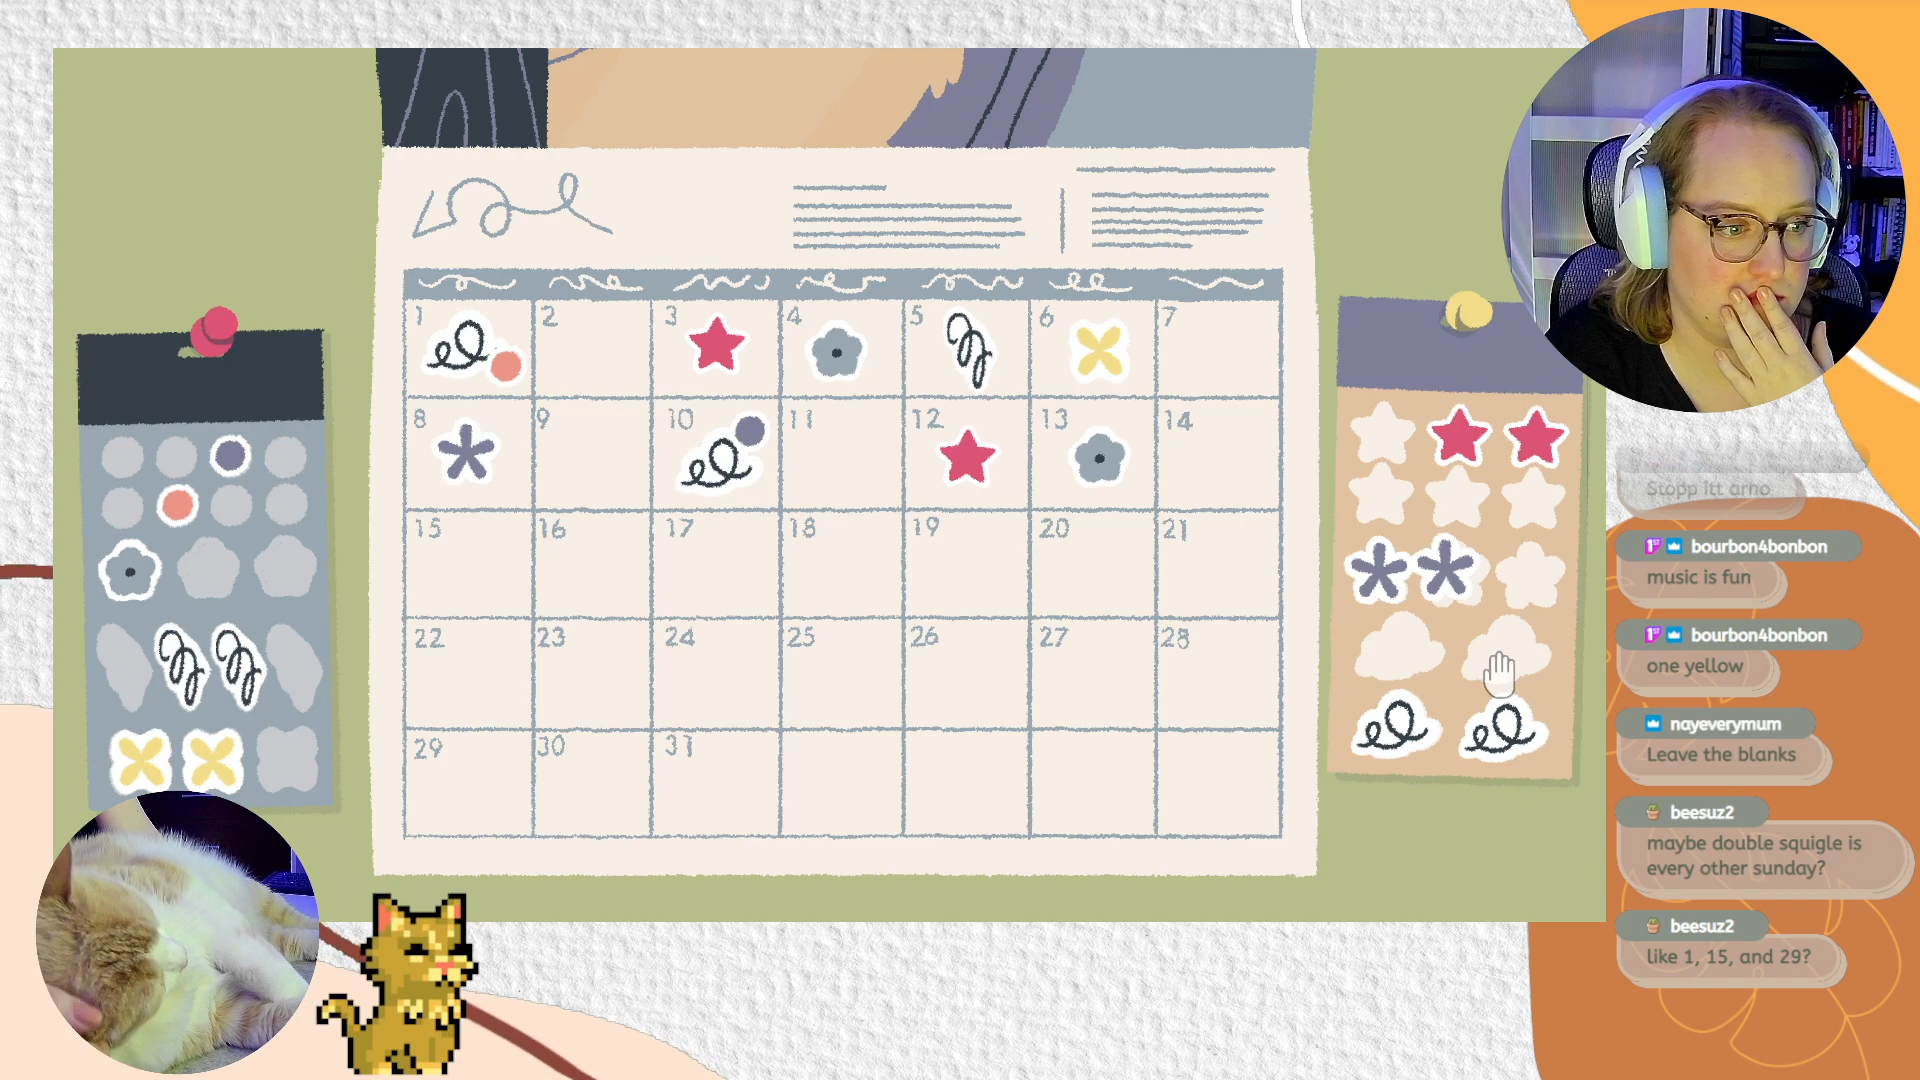 1 2 3 4 5 6 7
8 9 10 11 12 13 14
15 16 17 18 19 20 21
22 23 24 25 26 27 28
29 30 31
Stopp itt arno
bourbon4bonbon
music is fun
bourbon4bonbon
one yellow
nayeverymum
Leave the blanks
beesuz2
maybe double squigle is
every other sunday?
beesuz2
like 1, 15, and 29?